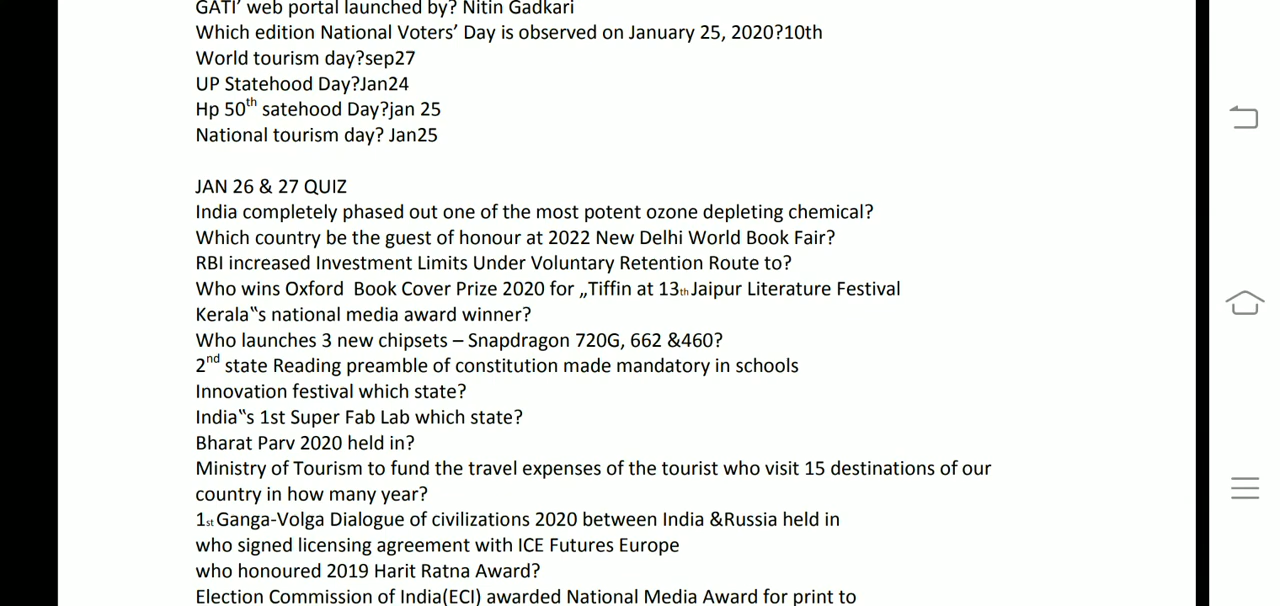 GATI’ web portal launched by? Nitin Gadkari
Which edition National Voters’ Day is observed on January 25, 2020?10th
World tourism day?sep27
UP Statehood Day?Jan24
Hp 50th satehood Day?jan 25
National tourism day? Jan25
JAN 26 & 27 QUIZ
India completely phased out one of the most potent ozone depleting chemical?
Which country be the guest of honour at 2022 New Delhi World Book Fair?
RBI increased Investment Limits Under Voluntary Retention Route to?
Who wins Oxford  Book Cover Prize 2020 for „Tiffin at 13th Jaipur Literature Festival
Kerala‟s national media award winner?
Who launches 3 new chipsets – Snapdragon 720G, 662 &460?
2nd state Reading preamble of constitution made mandatory in schools
Innovation festival which state?
India‟s 1st Super Fab Lab which state?
Bharat Parv 2020 held in?
Ministry of Tourism to fund the travel expenses of the tourist who visit 15 destinations of our
country in how many year?
1st Ganga-Volga Dialogue of civilizations 2020 between India &Russia held in
who signed licensing agreement with ICE Futures Europe
who honoured 2019 Harit Ratna Award?
Election Commission of India(ECI) awarded National Media Award for print to